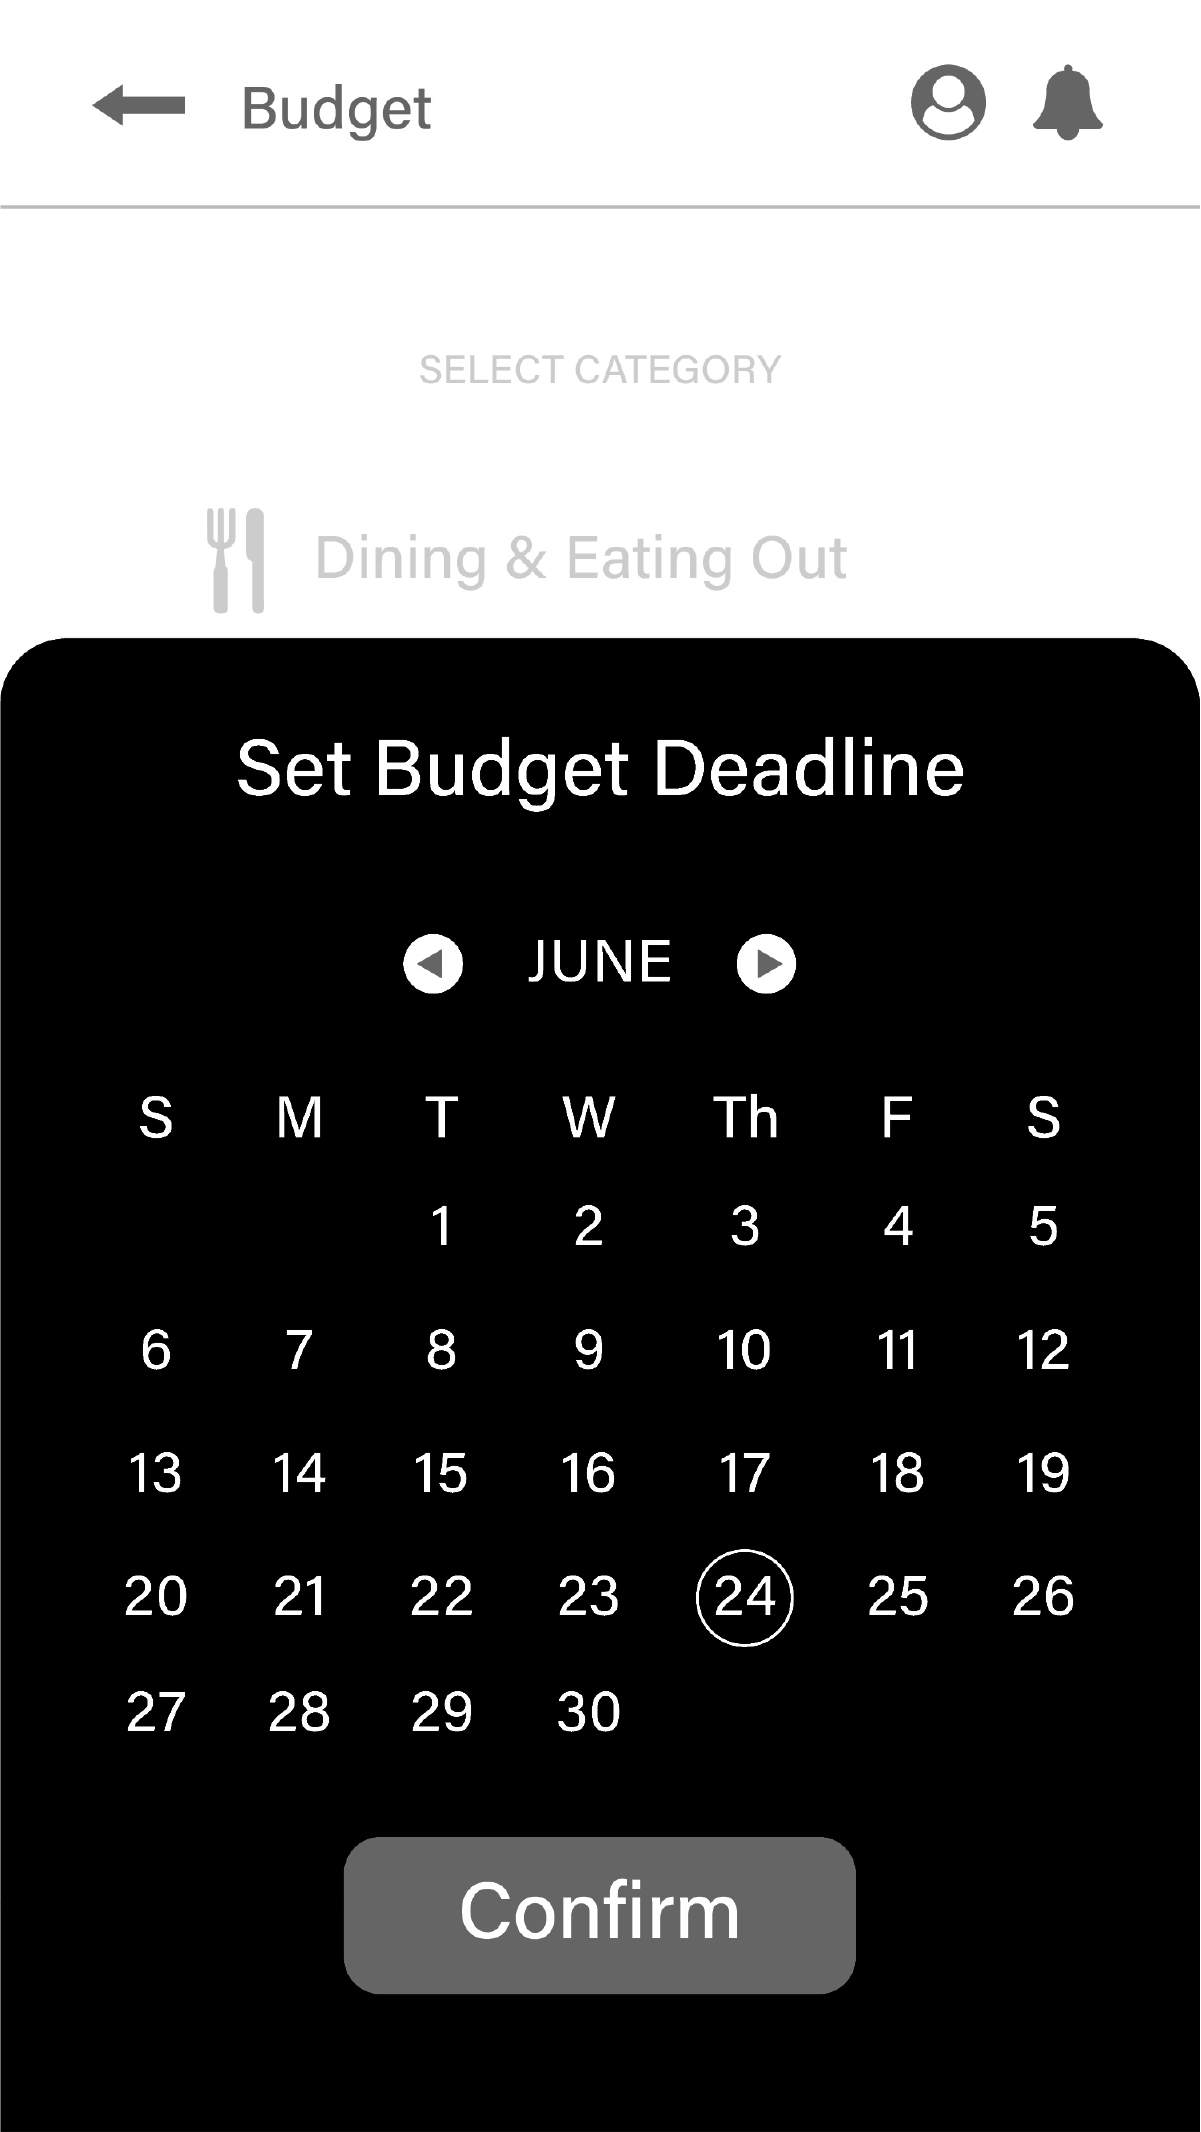 Budget
SELECT CATEGORY
Dining & Eating Out
Set Budget Deadline
JUNE
S M T W Th F S
1 2 3 4 5
6 7 8 9 10 11 12
13 14 15 16 17 18 19
20 21 22 23 24 25 26
27 28 29 30
Confirm